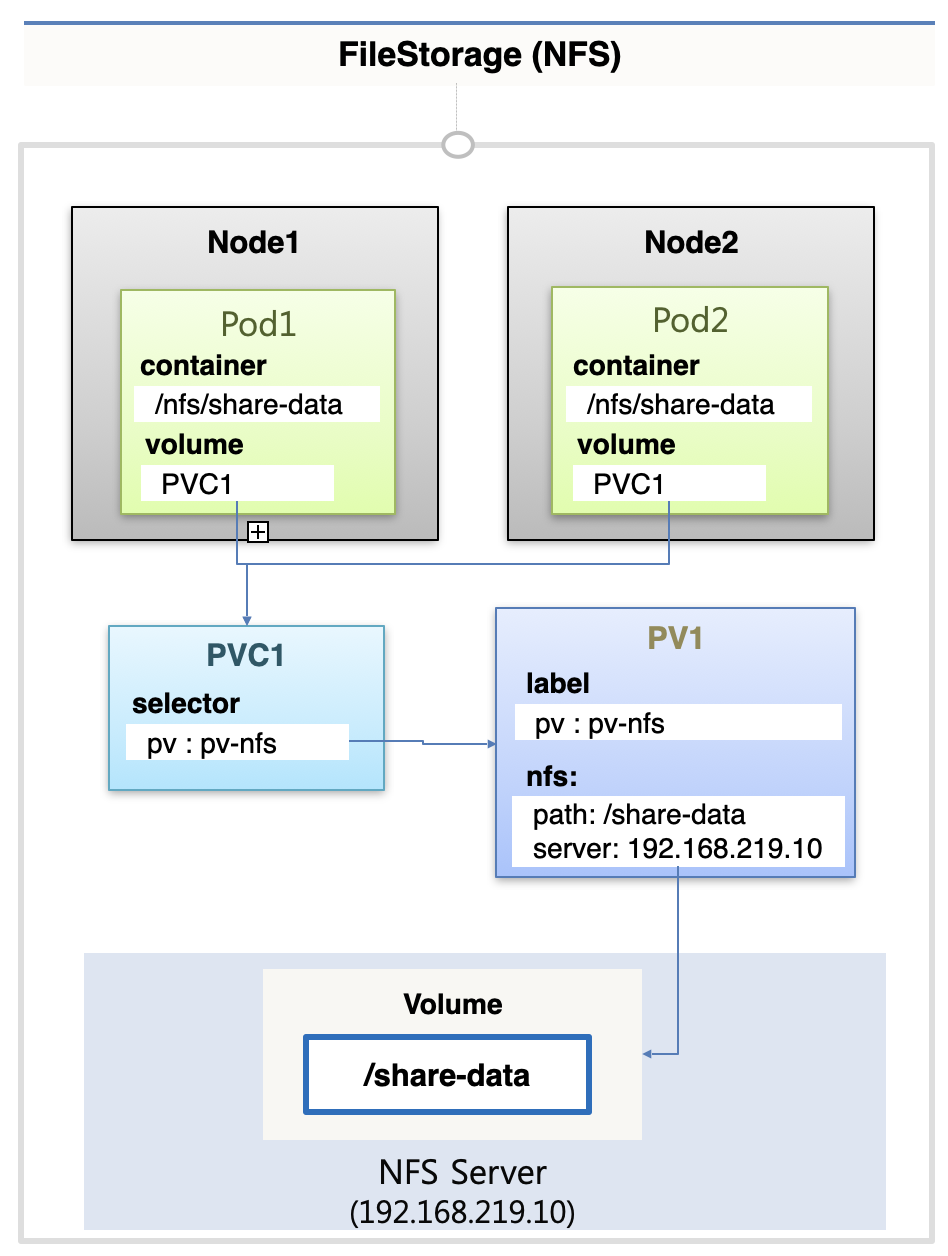 FileStorage (NFS)
Node1
Pod1
container
/nfs/share-data
volume
PVC1
Node2
Pod2
container
/nfs/share-data
volume
PVC1
PVC1
selector
pv : pv-nfs
PV1
label
pv : pv-nfs
nfs:
path: /share-data
server: 192.168.219.10
Volume
/share-data
NFS Server
(192.168.219.10)